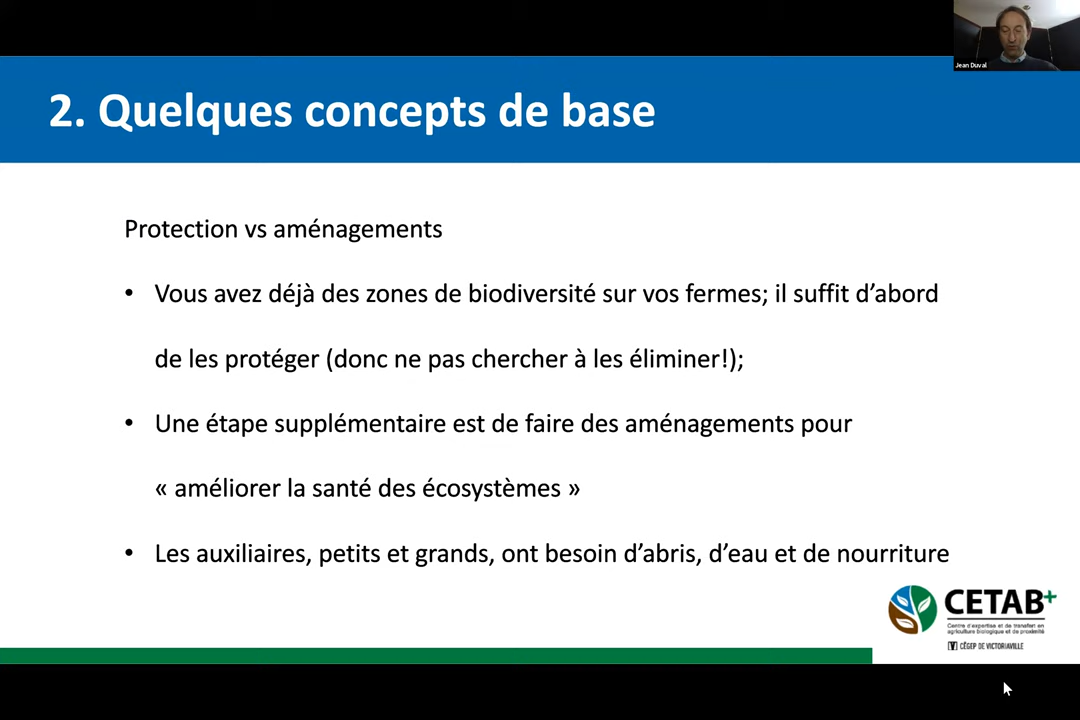 Jean Duval
2. Quelques concepts de base
Protection vs aménagements
• Vous avez déjà des zones de biodiversité sur vos fermes; il suffit d’abord
de les protéger (donc ne pas chercher à les éliminer!);
• Une étape supplémentaire est de faire des aménagements pour
« améliorer la santé des écosystèmes »
• Les auxiliaires, petits et grands, ont besoin d’abris, d’eau et de nourriture
CETAB+
Centre d'expertise et de transfert en
agriculture biologique et de proximité
CÉGEP DE VICTORIAVILLE